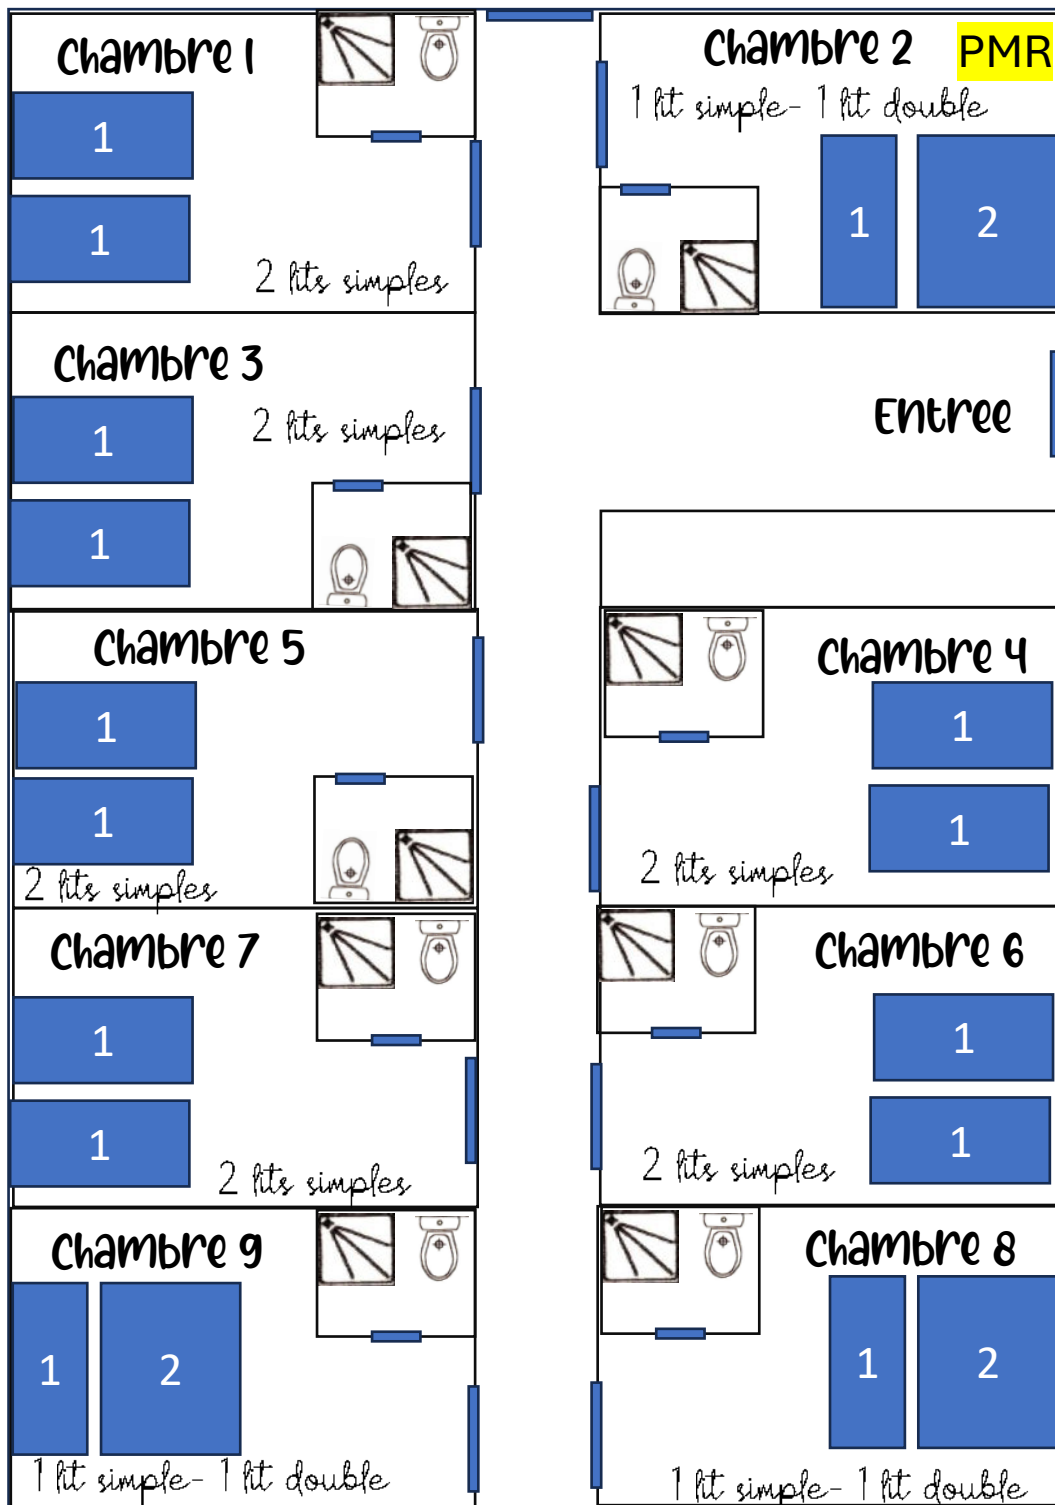 Chambre 1
1
1
2 lits simples
Chambre 2
PMR
1 lit simple- 1 lit double
1
2
Chambre 3
2 lits simples
1
1
Entree
Chambre 5
1
1
2 lits simples
Chambre 4
1
1
2 lits simples
Chambre 7
1
1
2 lits simples
Chambre 6
1
1
2 lits simples
Chambre 9
1
2
1 lit simple- 1 lit double
Chambre 8
1
2
1 lit simple- 1 lit double